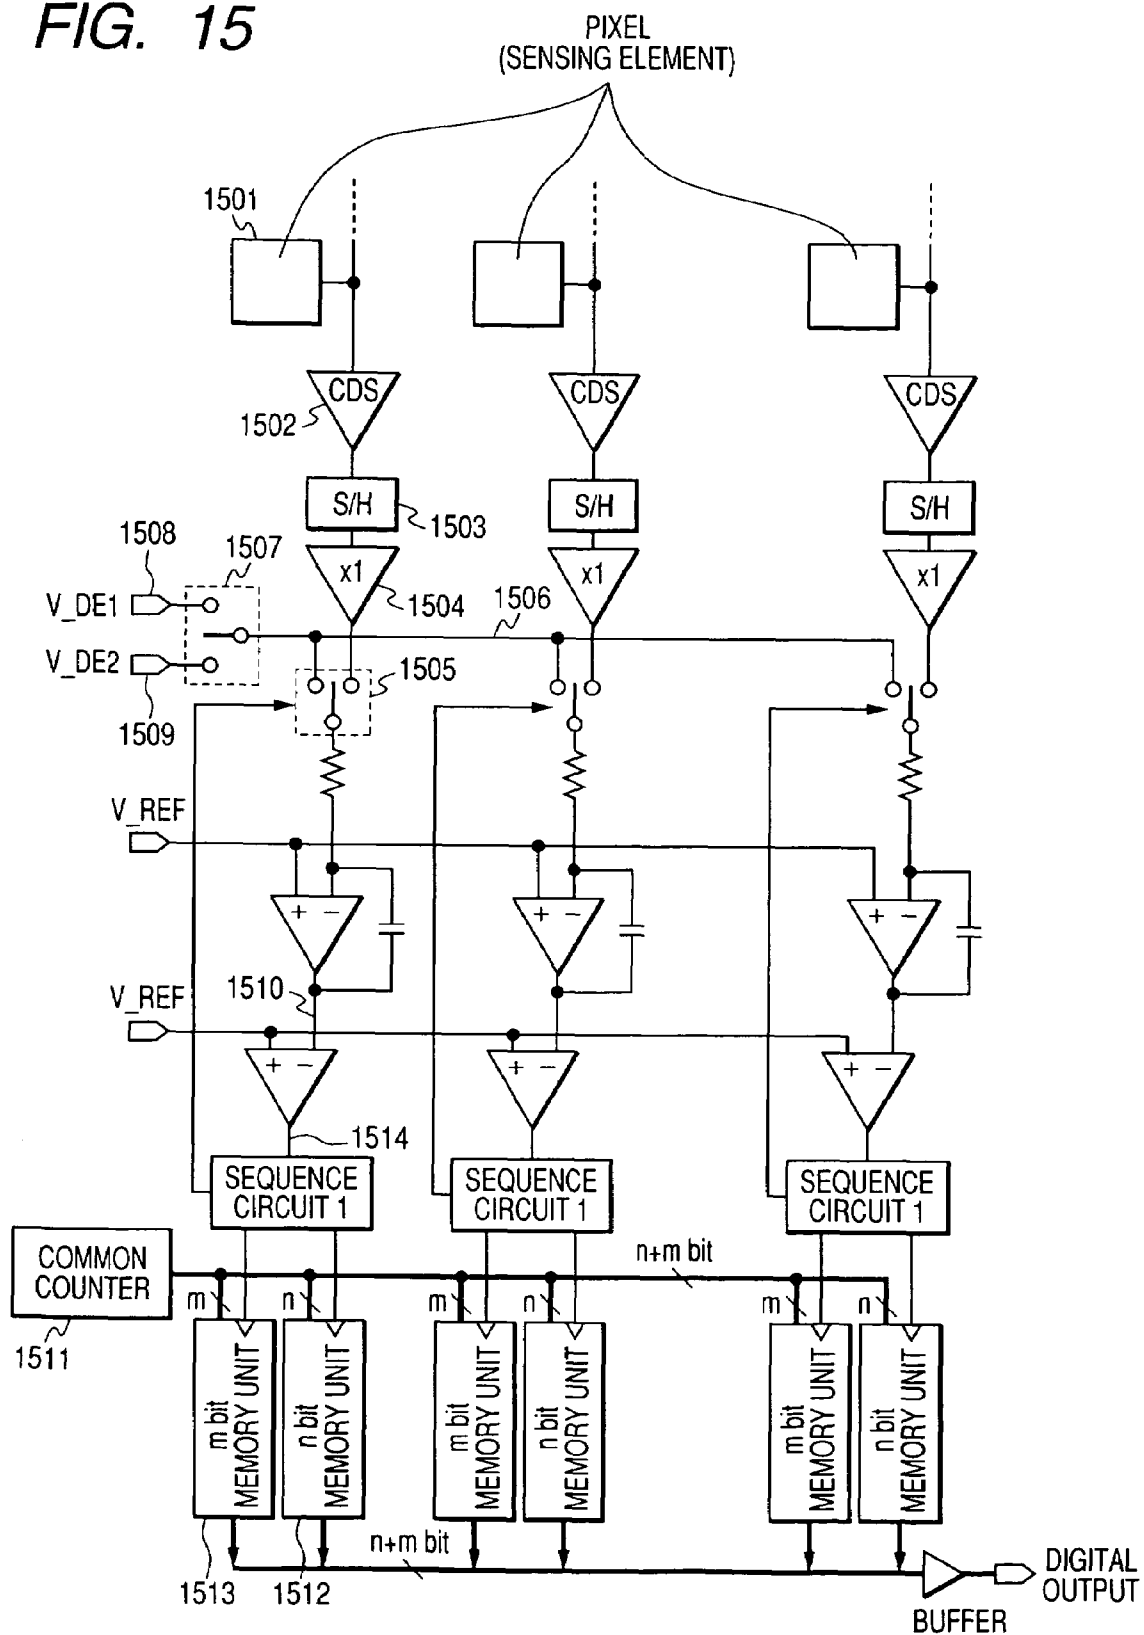 FIG. 15
PIXEL
(SENSING ELEMENT)
1501
CDS CDS CDS
1502
S/H S/H S/H
1503
1508
1507
x1 x1 x1
1504
1506
V_DE1
V_DE2
1505
1509
V_REF
+ − + − + −
1510
V_REF
+ − + − + −
1514
SEQUENCE CIRCUIT 1
SEQUENCE CIRCUIT 1
SEQUENCE CIRCUIT 1
COMMON
COUNTER
n+m bit
m n m n m n
1511
m bit
MEMORY UNIT
n bit
MEMORY UNIT
m bit
MEMORY UNIT
n bit
MEMORY UNIT
m bit
MEMORY UNIT
n bit
MEMORY UNIT
n+m bit
1513
1512
DIGITAL
OUTPUT
BUFFER